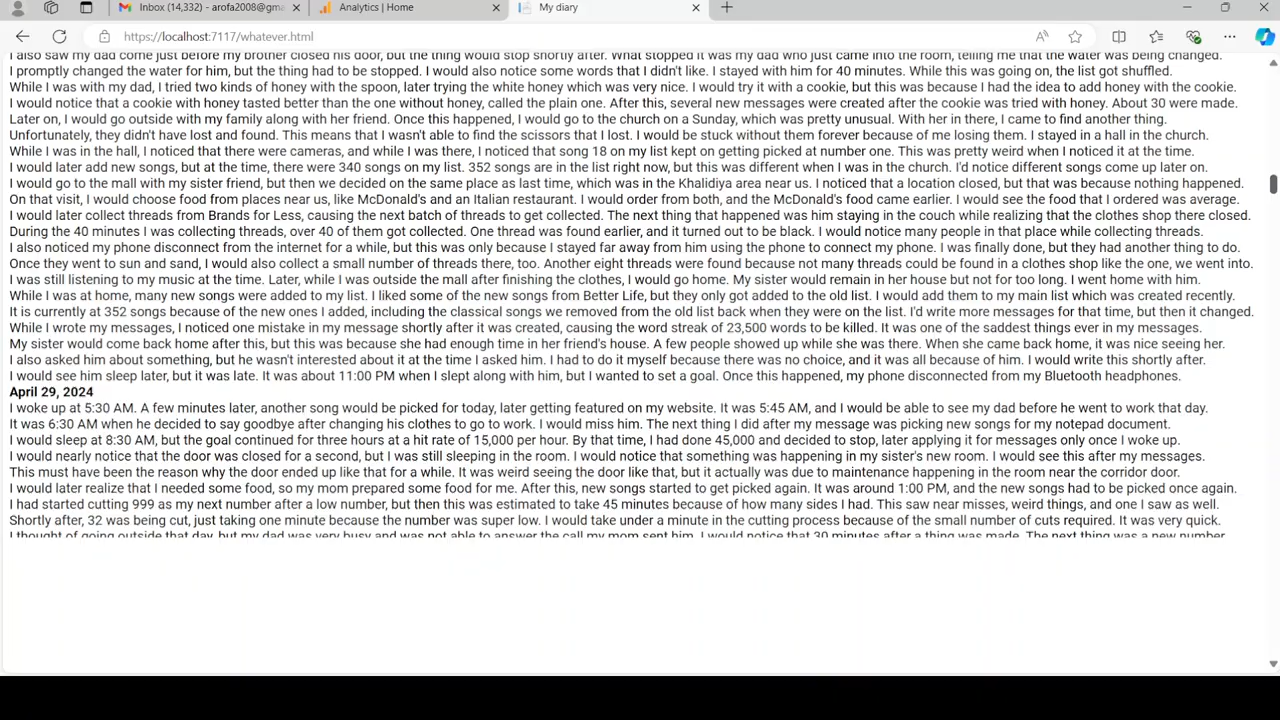 Inbox (14,332) - arofa2008@gma
Analytics | Home
My diary
https://localhost:7117/whatever.html
I also saw my dad come just before my brother closed his door, but the thing would stop shortly after. What stopped it was my dad who just came into the room, telling me that the water was being changed.
I promptly changed the water for him, but the thing had to be stopped. I would also notice some words that I didn't like. I stayed with him for 40 minutes. While this was going on, the list got shuffled.
While I was with my dad, I tried two kinds of honey with the spoon, later trying the white honey which was very nice. I would try it with a cookie, but this was because I had the idea to add honey with the cookie.
I would notice that a cookie with honey tasted better than the one without honey, called the plain one. After this, several new messages were created after the cookie was tried with honey. About 30 were made.
Later on, I would go outside with my family along with her friend. Once this happened, I would go to the church on a Sunday, which was pretty unusual. With her in there, I came to find another thing.
Unfortunately, they didn't have lost and found. This means that I wasn't able to find the scissors that I lost. I would be stuck without them forever because of me losing them. I stayed in a hall in the church.
While I was in the hall, I noticed that there were cameras, and while I was there, I noticed that song 18 on my list kept on getting picked at number one. This was pretty weird when I noticed it at the time.
I would later add new songs, but at the time, there were 340 songs on my list. 352 songs are in the list right now, but this was different when I was in the church. I'd notice different songs come up later on.
I would go to the mall with my sister friend, but then we decided on the same place as last time, which was in the Khalidiya area near us. I noticed that a location closed, but that was because nothing happened.
On that visit, I would choose food from places near us, like McDonald's and an Italian restaurant. I would order from both, and the McDonald's food came earlier. I would see the food that I ordered was average.
I would later collect threads from Brands for Less, causing the next batch of threads to get collected. The next thing that happened was him staying in the couch while realizing that the clothes shop there closed.
During the 40 minutes I was collecting threads, over 40 of them got collected. One thread was found earlier, and it turned out to be black. I would notice many people in that place while collecting threads.
I also noticed my phone disconnect from the internet for a while, but this was only because I stayed far away from him using the phone to connect my phone. I was finally done, but they had another thing to do.
Once they went to sun and sand, I would also collect a small number of threads there, too. Another eight threads were found because not many threads could be found in a clothes shop like the one, we went into.
I was still listening to my music at the time. Later, while I was outside the mall after finishing the clothes, I would go home. My sister would remain in her house but not for too long. I went home with him.
While I was at home, many new songs were added to my list. I liked some of the new songs from Better Life, but they only got added to the old list. I would add them to my main list which was created recently.
It is currently at 352 songs because of the new ones I added, including the classical songs we removed from the old list back when they were on the list. I'd write more messages for that time, but then it changed.
While I wrote my messages, I noticed one mistake in my message shortly after it was created, causing the word streak of 23,500 words to be killed. It was one of the saddest things ever in my messages.
My sister would come back home after this, but this was because she had enough time in her friend's house. A few people showed up while she was there. When she came back home, it was nice seeing her.
I also asked him about something, but he wasn't interested about it at the time I asked him. I had to do it myself because there was no choice, and it was all because of him. I would write this shortly after.
I would see him sleep later, but it was late. It was about 11:00 PM when I slept along with him, but I wanted to set a goal. Once this happened, my phone disconnected from my Bluetooth headphones.
April 29, 2024
I woke up at 5:30 AM. A few minutes later, another song would be picked for today, later getting featured on my website. It was 5:45 AM, and I would be able to see my dad before he went to work that day.
It was 6:30 AM when he decided to say goodbye after changing his clothes to go to work. I would miss him. The next thing I did after my message was picking new songs for my notepad document.
I would sleep at 8:30 AM, but the goal continued for three hours at a hit rate of 15,000 per hour. By that time, I had done 45,000 and decided to stop, later applying it for messages only once I woke up.
I would nearly notice that the door was closed for a second, but I was still sleeping in the room. I would notice that something was happening in my sister's new room. I would see this after my messages.
This must have been the reason why the door ended up like that for a while. It was weird seeing the door like that, but it actually was due to maintenance happening in the room near the corridor door.
I would later realize that I needed some food, so my mom prepared some food for me. After this, new songs started to get picked again. It was around 1:00 PM, and the new songs had to be picked once again.
I had started cutting 999 as my next number after a low number, but then this was estimated to take 45 minutes because of how many sides I had. This saw near misses, weird things, and one I saw as well.
Shortly after, 32 was being cut, just taking one minute because the number was super low. I would take under a minute in the cutting process because of the small number of cuts required. It was very quick.
I thought of going outside that day, but my dad was very busy and was not able to answer the call my mom sent him. I would notice that 30 minutes after a thing was made. The next thing was a new number